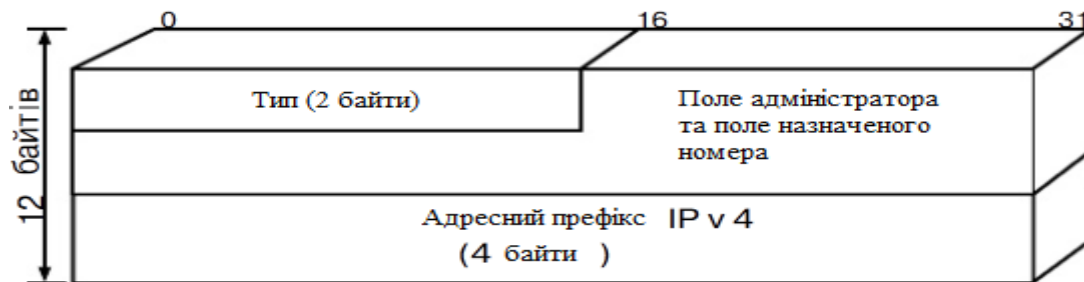 0 16 31
Тип (2 байти)
Поле адміністратора
та поле назначеного
номера
12 байтів
Адресний префікс IP v 4
(4 байти )